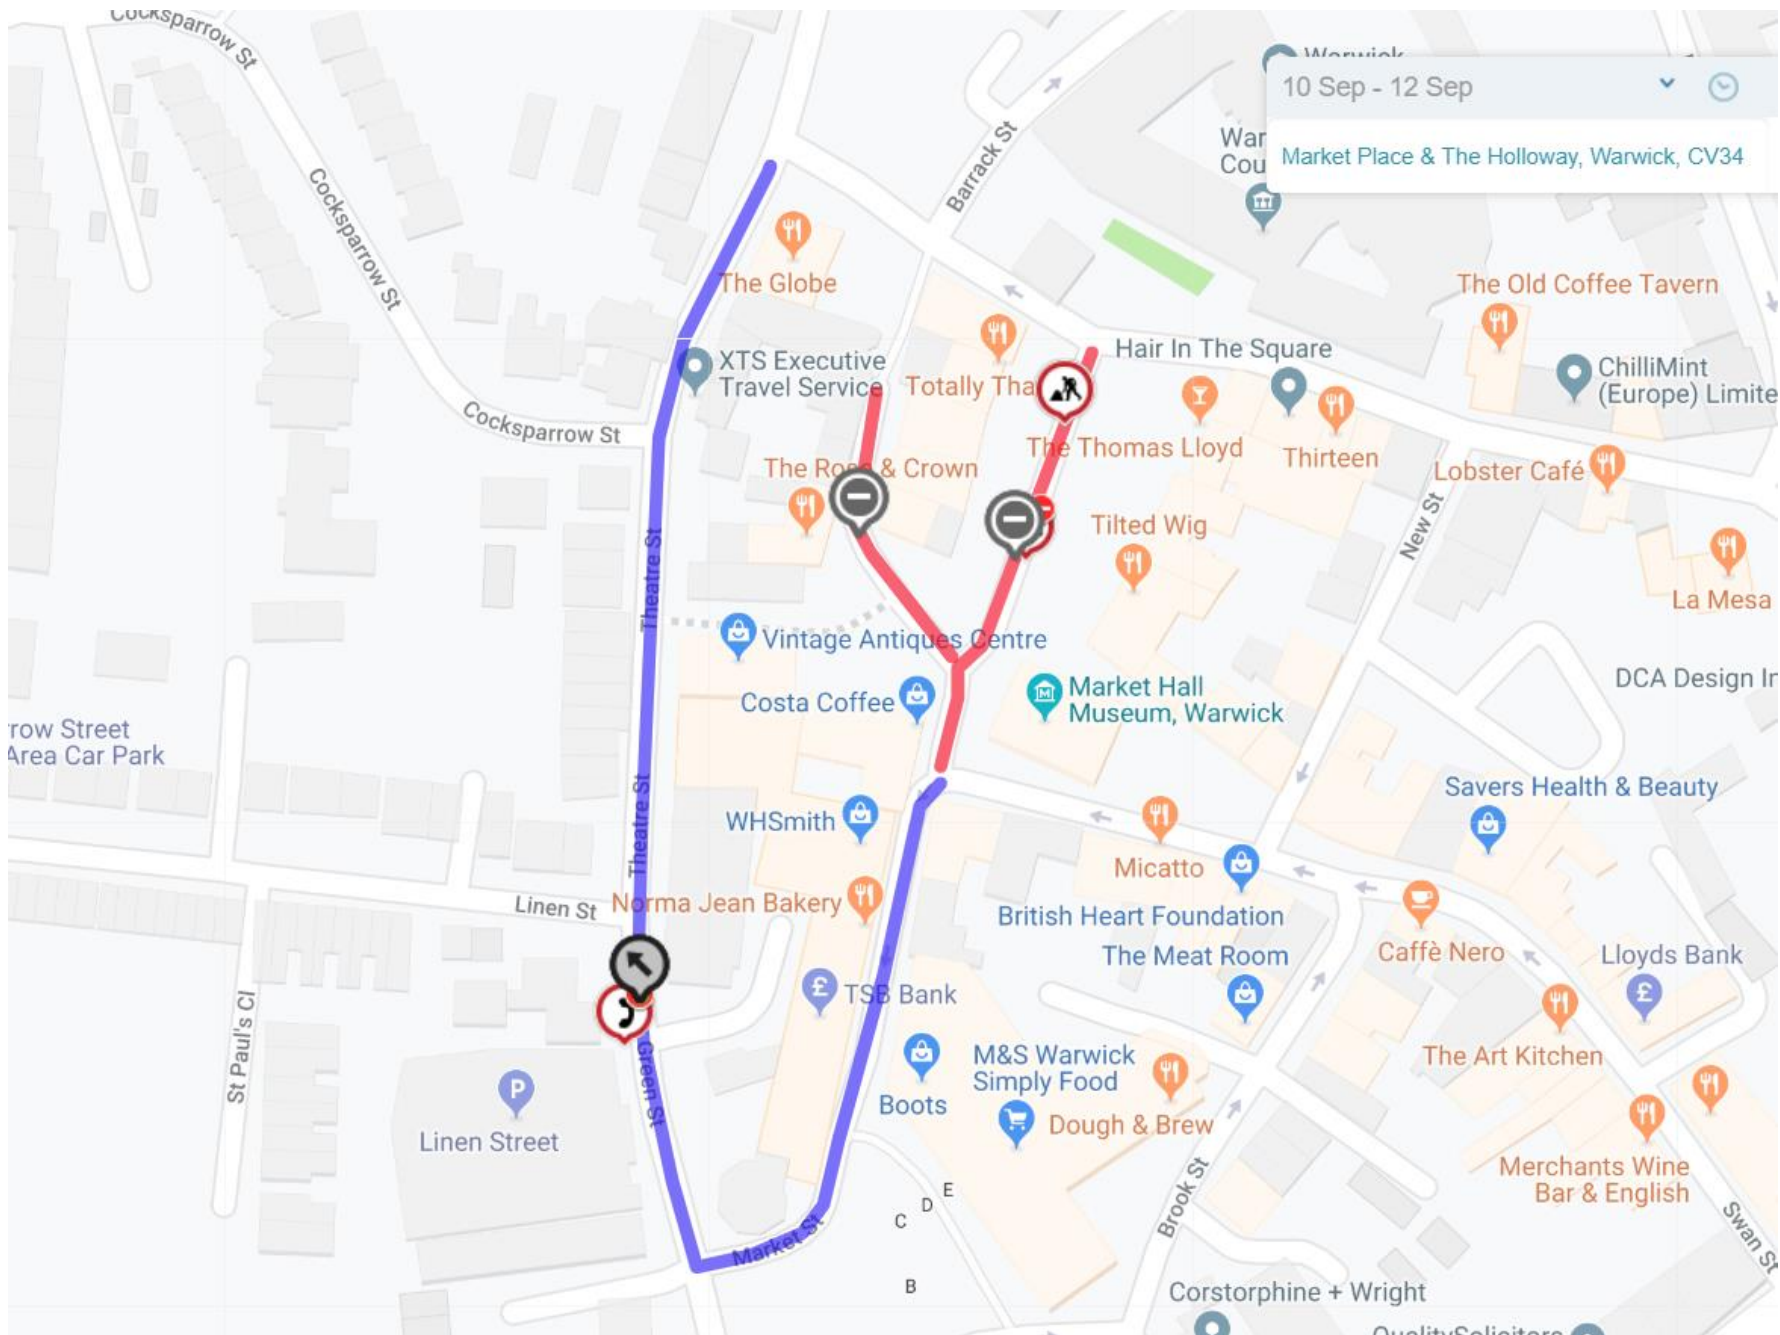 Cocksparrow St
Warwick
10 Sep - 12 Sep
Market Place & The Holloway, Warwick, CV34
Barrack St
Cocksparrow St
The Globe
The Old Coffee Tavern
Hair In The Square
XTS Executive
Travel Service
Totally Tha
ChilliMint
(Europe) Limite
Cocksparrow St
The Rose & Crown
The Thomas Lloyd
Thirteen
Lobster Café
Tilted Wig
New St
Theatre St
La Mesa
Vintage Antiques Centre
Costa Coffee
Market Hall
Museum, Warwick
DCA Design In
rrow Street
Area Car Park
Theatre St
WHSmith
Savers Health & Beauty
Micatto
Linen St
Norma Jean Bakery
British Heart Foundation
The Meat Room
Caffè Nero
Lloyds Bank
TSB Bank
St Paul's Cl
Green St
M&S Warwick
Simply Food
The Art Kitchen
Boots
Dough & Brew
P
Linen Street
Merchants Wine
Bar & English
Brook St
E
D
C
B
Market St
Swan St
Corstorphine + Wright
QualitySolicitors